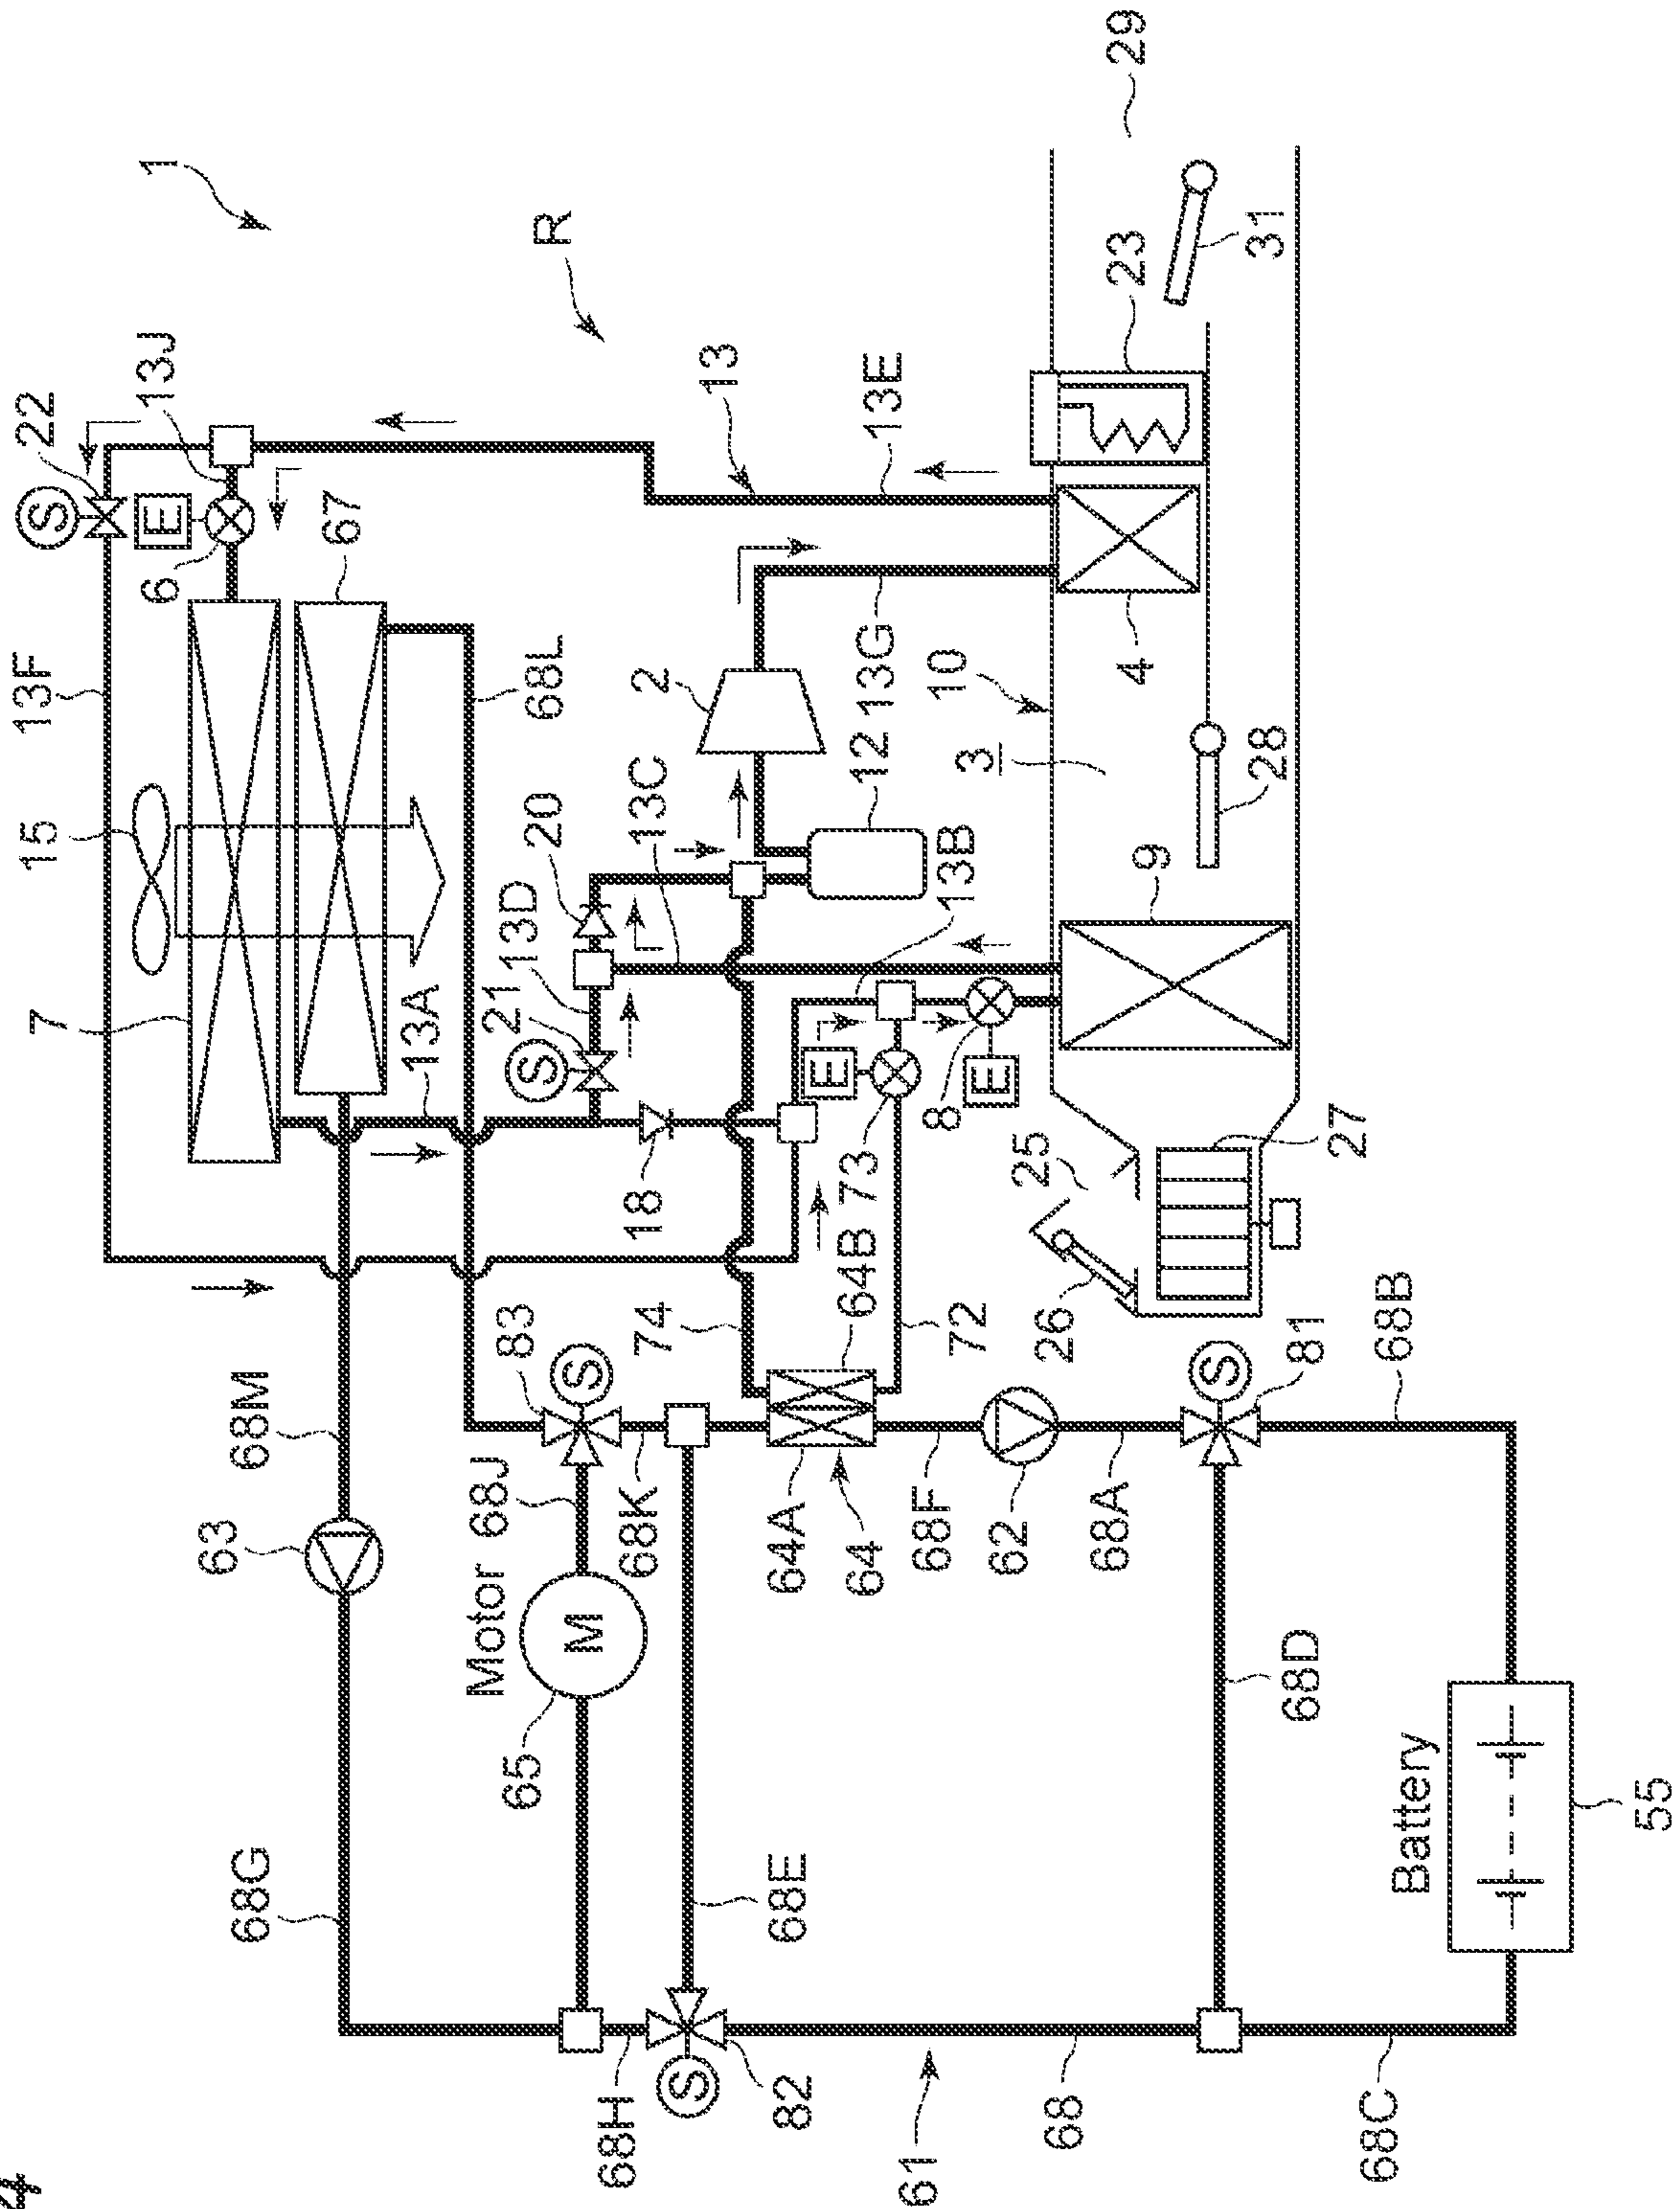 4
7
15
13F
S
22
6
E
13J
1
68G
63
68M
67
13A
Motor
68J
83
21
13D
20
68L
R
65
M
S
S
68H
68K
18
13C
2
S
74
13
82
68E
64A
64B
73
E
12
13G
13E
61
64
68F
8
E
13B
3
10
62
25
26
72
68
68A
4
29
23
9
S
81
28
31
68D
27
68C
Battery
68B
55